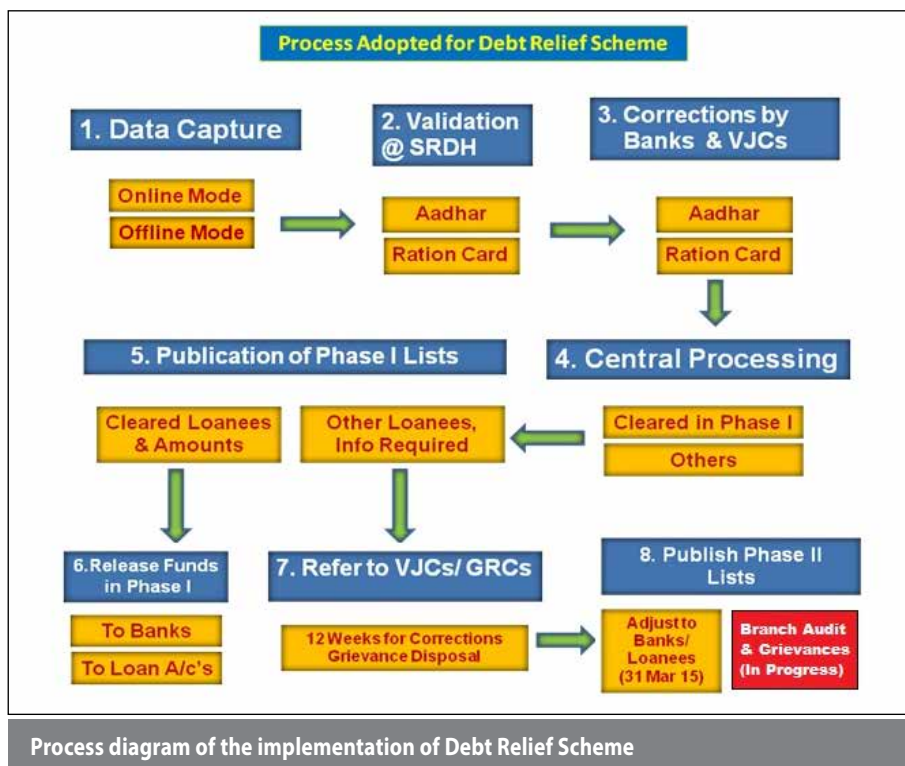 Process Adopted for Debt Relief Scheme
1. Data Capture
Online Mode
Offline Mode
2. Validation
@ SRDH
Aadhar
Ration Card
3. Corrections by
Banks & VJCs
Aadhar
Ration Card
4. Central Processing
Cleared in Phase I
Others
5. Publication of Phase I Lists
Cleared Loanees
& Amounts
Other Loanees,
Info Required
6.Release Funds
in Phase I
To Banks
To Loan A/c's
7. Refer to VJCs/ GRCs
12 Weeks for Corrections
Grievance Disposal
8. Publish Phase II
Lists
Adjust to
Banks/
Loanees
(31 Mar 15)
Branch Audit
& Grievances
(In Progress)
Process diagram of the implementation of Debt Relief Scheme